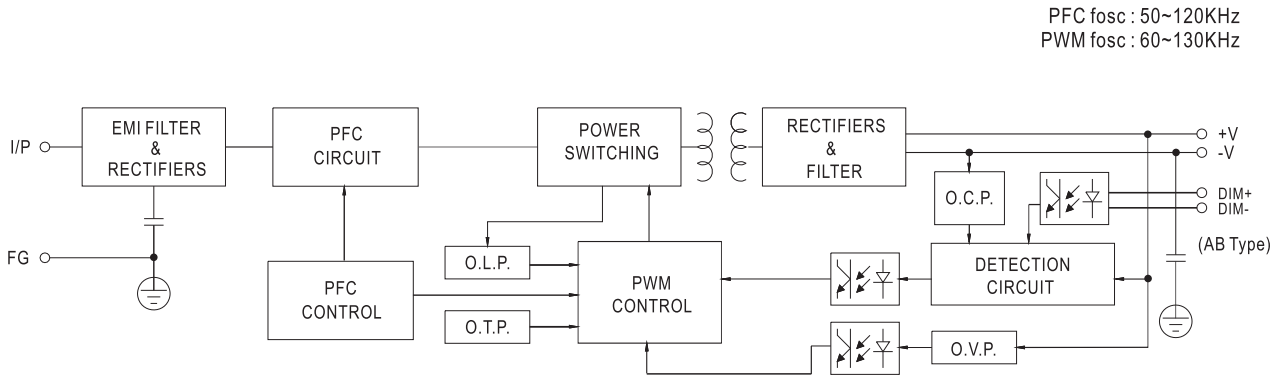 PFC fosc : 50~120KHz
PWM fosc : 60~130KHz
I/P
EMI FILTER
&
RECTIFIERS
PFC
CIRCUIT
POWER
SWITCHING
RECTIFIERS
&
FILTER
+V
-V
DIM+
DIM-
(AB Type)
O.C.P.
FG
O.L.P.
PFC
CONTROL
PWM
CONTROL
DETECTION
CIRCUIT
O.T.P.
O.V.P.